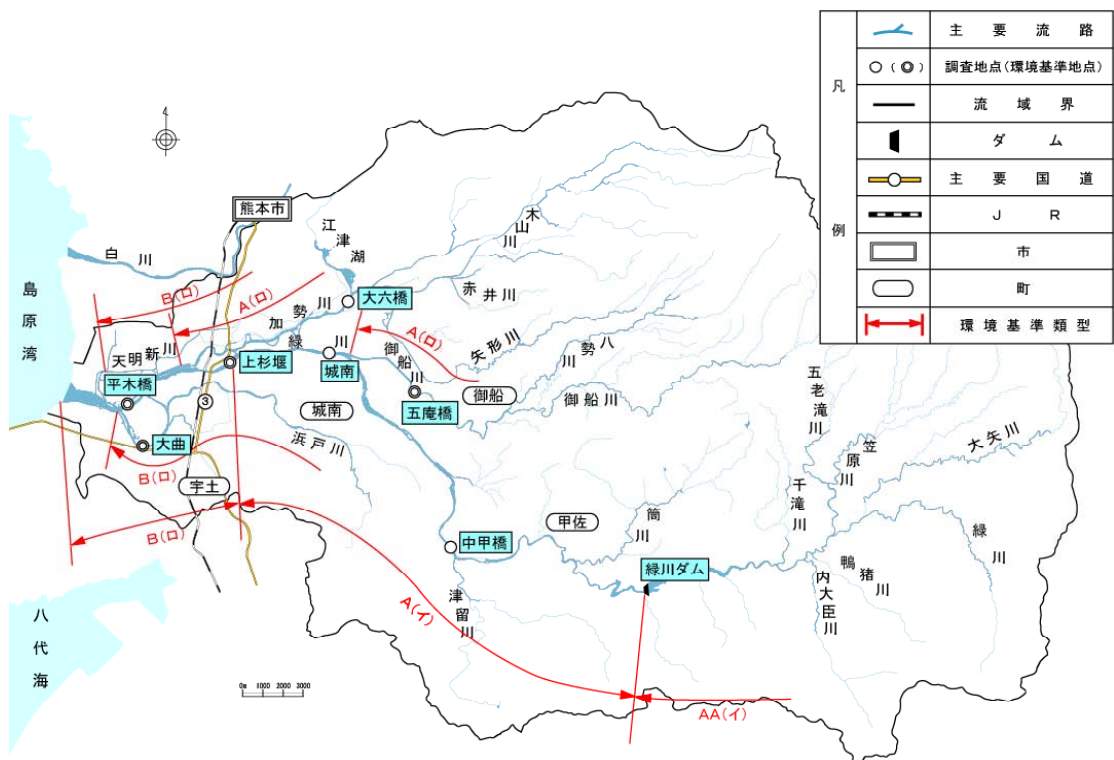 凡例
主要流路
○(◎) 調査地点(環境基準地点)
流域界
ダム
主要国道
JR
市
町
環境基準類型
熊本市
江津湖
木山川
白川
島原湾
B(ロ)
A(ロ)
加勢川
大六橋
赤井川
天明新川
緑川
上杉堰
城南
御船川
A(ロ)
矢形川
八勢川
平木橋
五庵橋
御船
御船川
五老滝川
3
城南
大曲
浜戸川
笠原川
大矢川
B(ロ)
宇土
千滝川
筒川
甲佐
B(ロ)
中甲橋
緑川ダム
緑川
鴨猪川
内大臣川
津留川
A(イ)
八代海
0m 1000 2000 3000
AA(イ)